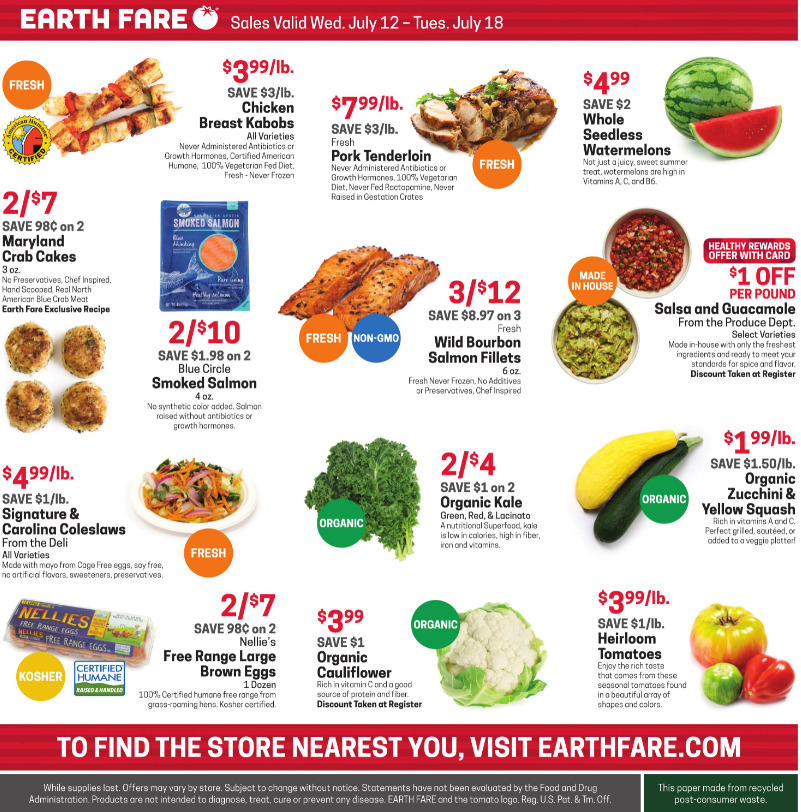 EARTH FARE Sales Valid Wed. July 12 – Tues. July 18
FRESH
American Humane
CERTIFIED
$3.99/lb.
SAVE $3/lb.
Chicken
Breast Kabobs
All Varieties
Never Administered Antibiotics or
Growth Hormones, Certified American
Humane, 100% Vegetarian Fed Diet.
Fresh - Never Frozen
$7.99/lb.
SAVE $3/lb.
Fresh
Pork Tenderloin
Never Administered Antibiotics or
Growth Hormones, 100% Vegetarian
Diet, Never Fed Ractopamine, Never
Raised in Gestation Crates
FRESH
$4.99
SAVE $2
Whole
Seedless
Watermelons
Not just a juicy, sweet summer
treat, watermelons are high in
Vitamins A, C, and B6.
2/$7
SAVE 98¢ on 2
Maryland
Crab Cakes
3 oz.
No Preservatives, Chef Inspired,
Hand Scooped, Real North
American Blue Crab Meat
Earth Fare Exclusive Recipe
SMOKED SALMON
Pure Going
Healthy Salmon
2/$10
SAVE $1.98 on 2
Blue Circle
Smoked Salmon
4 oz.
No synthetic color added. Salmon
raised without antibiotics or
growth hormones.
FRESH
NON-GMO
3/$12
SAVE $8.97 on 3
Fresh
Wild Bourbon
Salmon Fillets
6 oz.
Fresh Never Frozen, No Additives
or Preservatives, Chef Inspired
MADE
IN HOUSE
HEALTHY REWARDS
OFFER WITH CARD
$1 OFF
PER POUND
Salsa and Guacamole
From the Produce Dept.
Select Varieties
Made in-house with only the freshest
ingredients and ready to meet your
standards for spice and flavor.
Discount Taken at Register
$4.99/lb.
SAVE $1/lb.
Signature &
Carolina Coleslaws
From the Deli
All Varieties
Made with mayo from Cage Free eggs, soy free,
no artificial flavors, sweeteners, preservatives.
FRESH
ORGANIC
2/$4
SAVE $1 on 2
Organic Kale
Green, Red, & Lacinato
A nutritional Superfood, kale
is low in calories, high in fiber,
iron and vitamins.
ORGANIC
$1.99/lb.
SAVE $1.50/lb.
Organic
Zucchini &
Yellow Squash
Rich in vitamins A and C.
Perfect grilled, sautéed, or
added to a veggie platter!
NELLIE'S
FREE RANGE EGGS
NELLIE'S
FREE RANGE EGGS
KOSHER
CERTIFIED
HUMANE
RAISED & HANDLED
2/$7
SAVE 98¢ on 2
Nellie's
Free Range Large
Brown Eggs
1 Dozen
100% Certified humane free range from
grass-roaming hens. Kosher certified.
$3.99
SAVE $1
Organic
Cauliflower
Rich in vitamin C and a good
source of protein and fiber.
Discount Taken at Register
ORGANIC
$3.99/lb.
SAVE $1/lb.
Heirloom
Tomatoes
Enjoy the rich taste
that comes from these
seasonal tomatoes found
in a beautiful array of
shapes and colors.
TO FIND THE STORE NEAREST YOU, VISIT EARTHFARE.COM
While supplies last. Offers may vary by store. Subject to change without notice. Statements have not been evaluated by the Food and Drug
Administration. Products are not intended to diagnose, treat, cure or prevent any disease. EARTH FARE and the tomato logo. Reg. U.S. Pat. & Tm. Off.
This paper made from recycled
post-consumer waste.